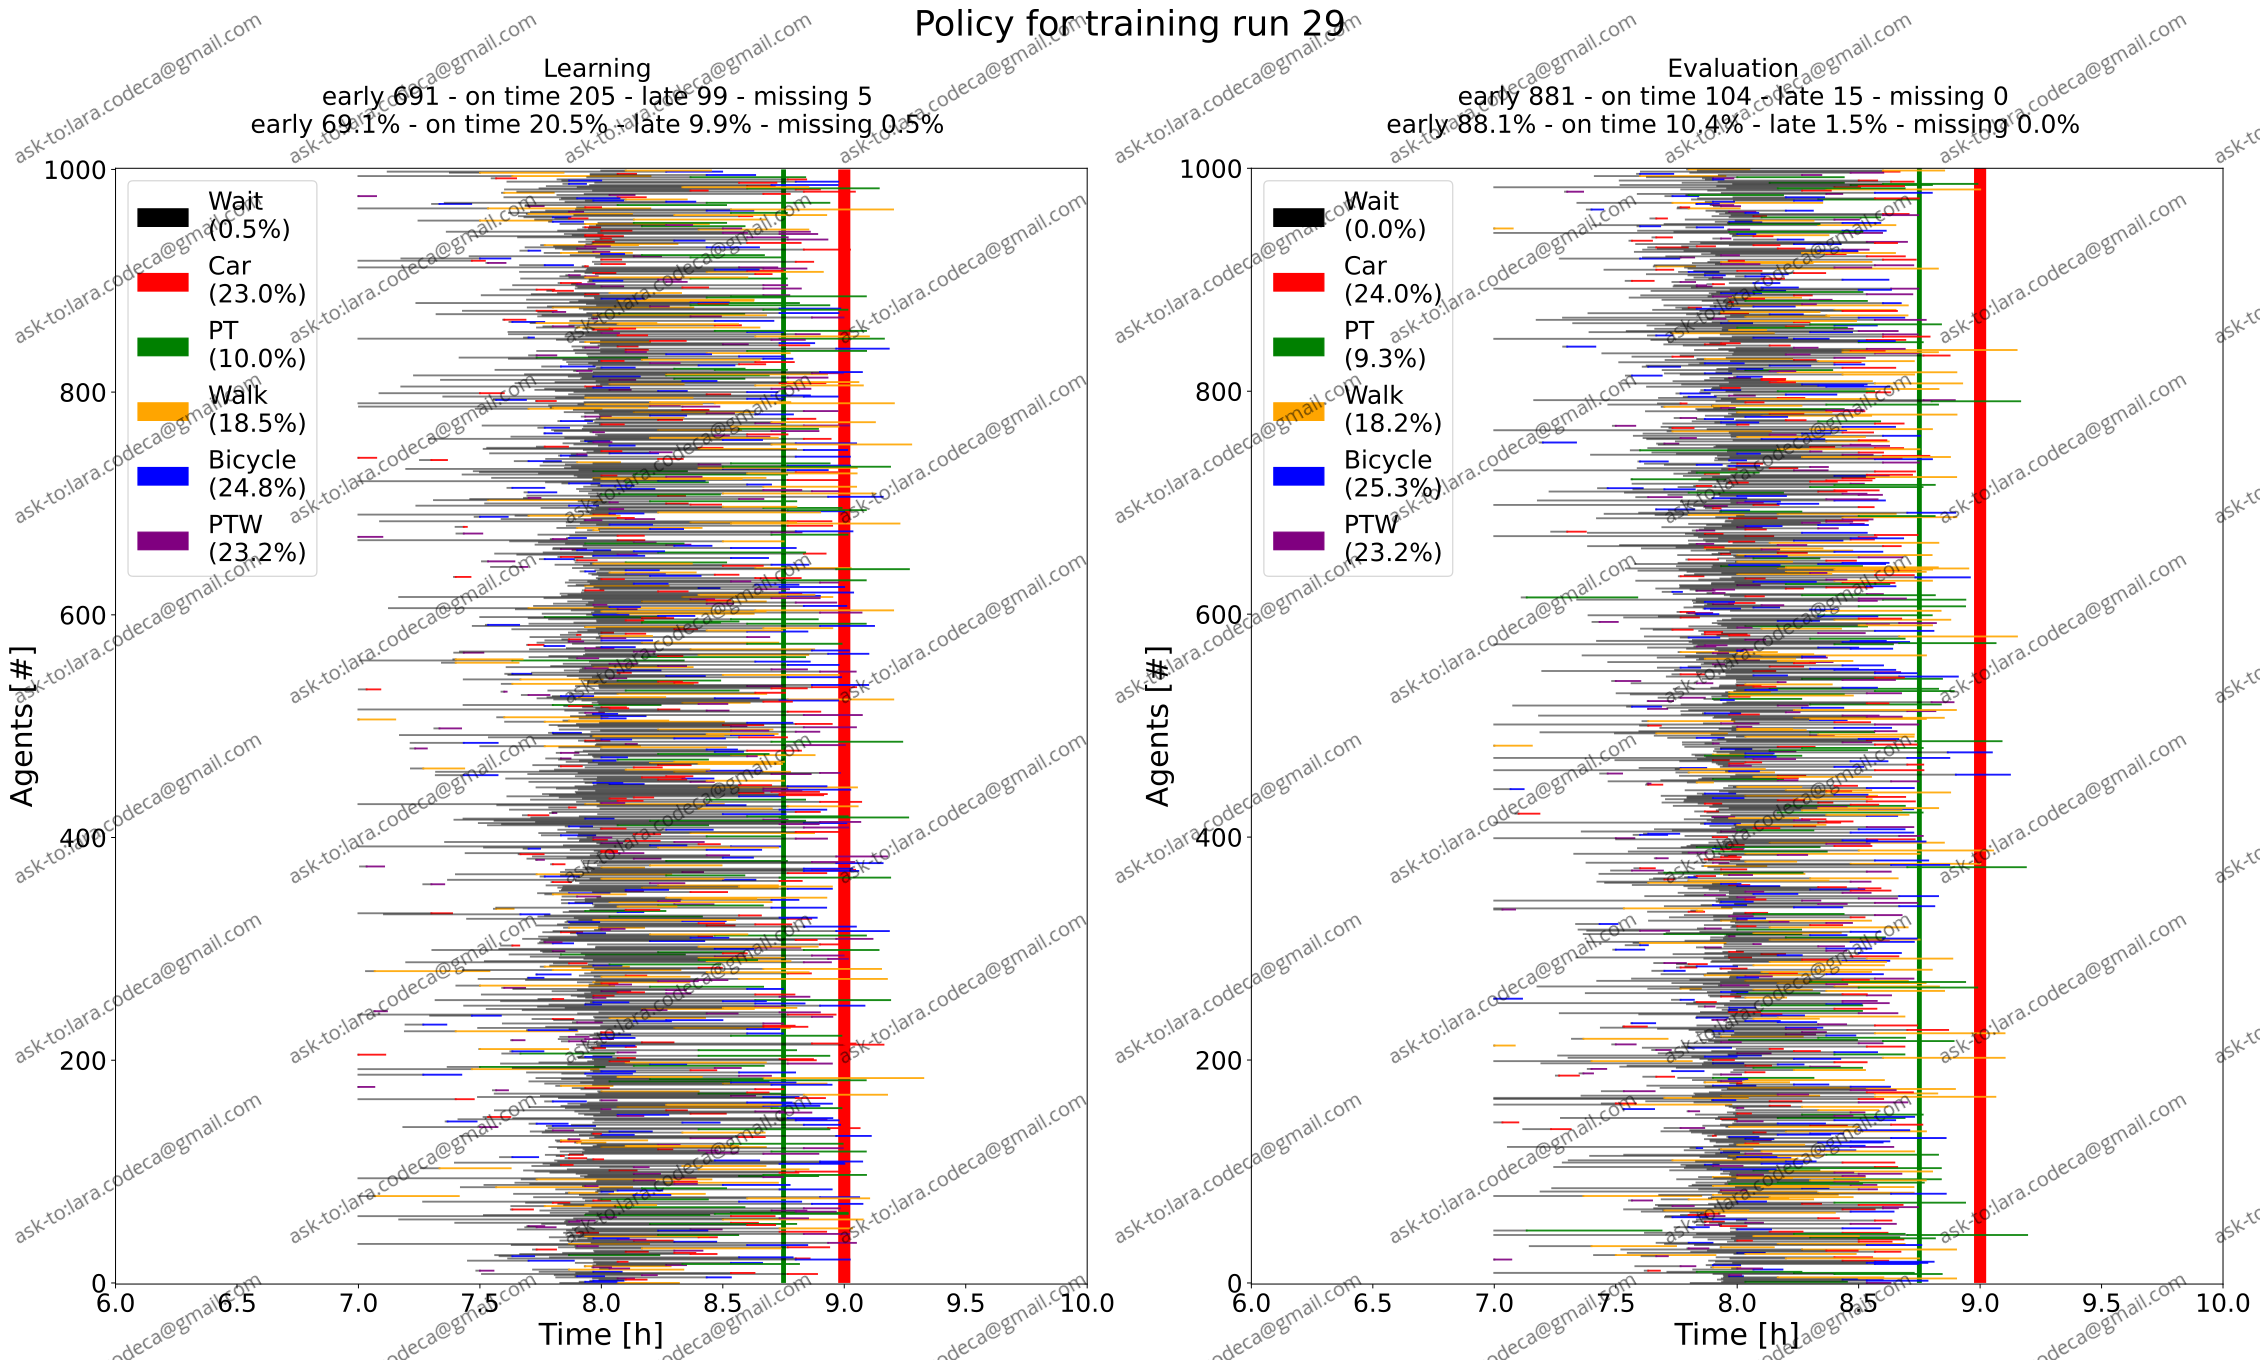 Policy for training run 29
Learning
early 691 - on time 205 - late 99 - missing 5
early 69.1% - on time 20.5% - late 9.9% - missing 0.5%
1000
800
600
400
200
0
Agents [#]
Wait
(0.5%)
Car
(23.0%)
PT
(10.0%)
Walk
(18.5%)
Bicycle
(24.8%)
PTW
(23.2%)
6.0 6.5 7.0 7.5 8.0 8.5 9.0 9.5 10.0
Time [h]
Evaluation
early 881 - on time 104 - late 15 - missing 0
early 88.1% - on time 10.4% - late 1.5% - missing 0.0%
1000
800
600
400
200
0
Agents [#]
Wait
(0.0%)
Car
(24.0%)
PT
(9.3%)
Walk
(18.2%)
Bicycle
(25.3%)
PTW
(23.2%)
6.0 6.5 7.0 7.5 8.0 8.5 9.0 9.5 10.0
Time [h]
ask-to:lara.codeca@gmail.com